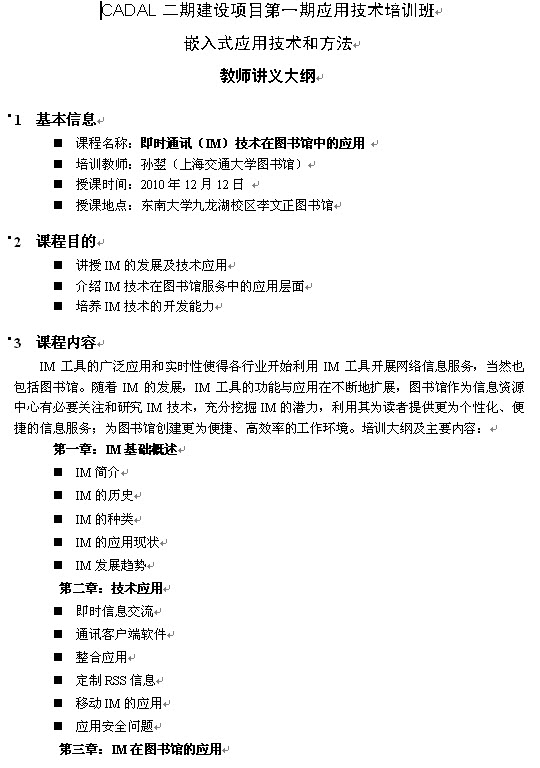 CADAL 二期建设项目第一期应用技术培训班
嵌入式应用技术和方法
教师讲义大纲
1 基本信息
■ 课程名称：即时通讯（IM）技术在图书馆中的应用
■ 培训教师：孙翌（上海交通大学图书馆）
■ 授课时间：2010 年 12 月 12 日
■ 授课地点：东南大学九龙湖校区李文正图书馆
2 课程目的
■ 讲授 IM 的发展及技术应用
■ 介绍 IM 技术在图书馆服务中的应用层面
■ 培养 IM 技术的开发能力
3 课程内容
IM 工具的广泛应用和实时性使得各行业开始利用 IM 工具开展网络信息服务，当然也
包括图书馆。随着 IM 的发展，IM 工具的功能与应用在不断地扩展，图书馆作为信息资源
中心有必要关注和研究 IM 技术，充分挖掘 IM 的潜力，利用其为读者提供更为个性化、便
捷的信息服务；为图书馆创建更为便捷、高效率的工作环境。培训大纲及主要内容：
第一章：IM 基础概述
■ IM 简介
■ IM 的历史
■ IM 的种类
■ IM 的应用现状
■ IM 发展趋势
第二章：技术应用
■ 即时信息交流
■ 通讯客户端软件
■ 整合应用
■ 定制 RSS 信息
■ 移动 IM 的应用
■ 应用安全问题
第三章：IM 在图书馆的应用